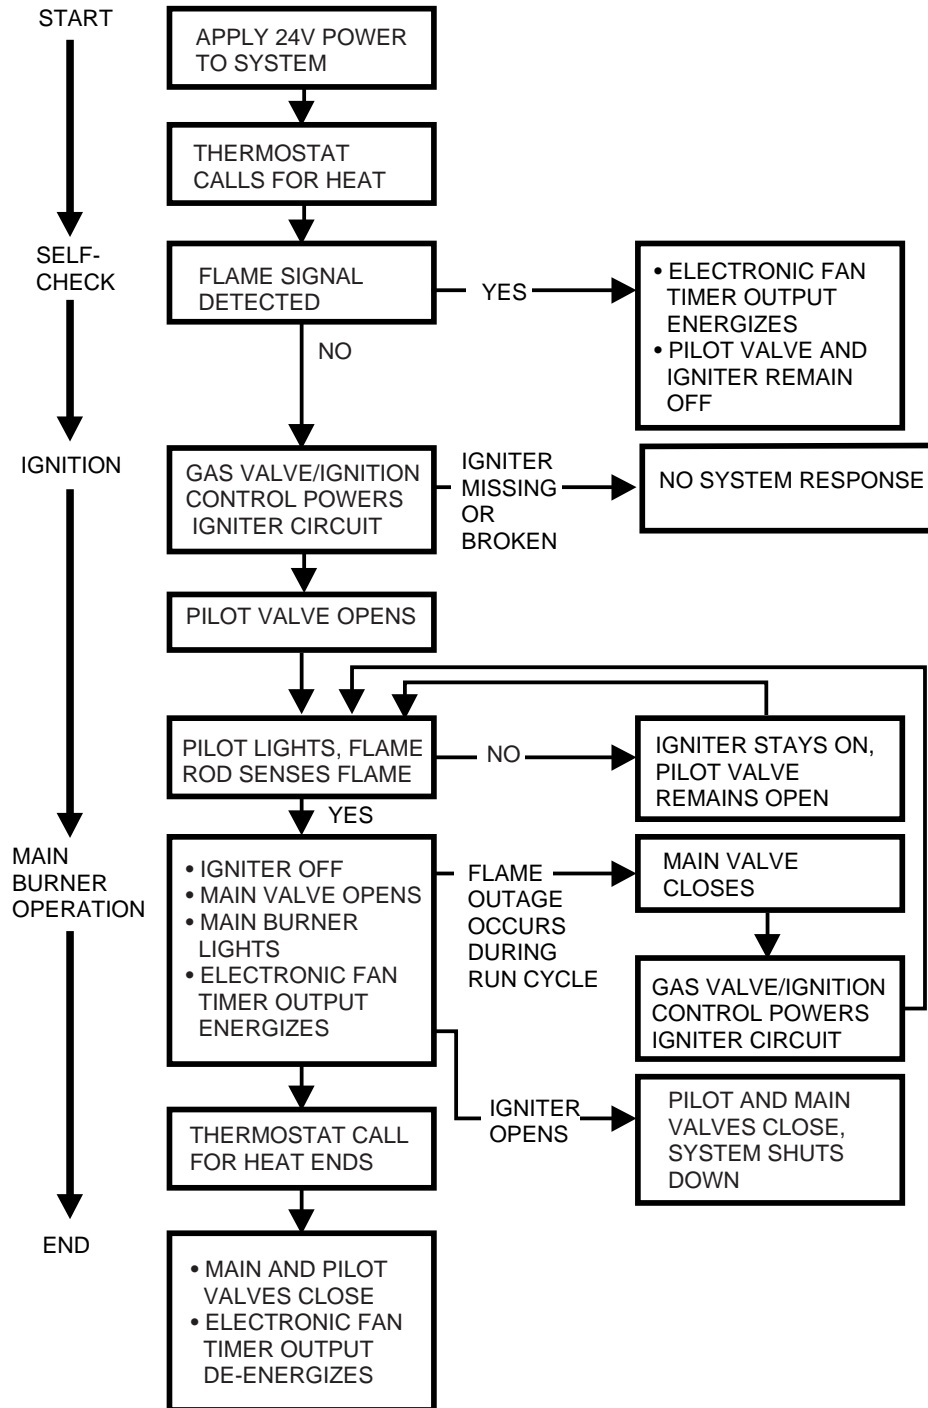 START
APPLY 24V POWER
TO SYSTEM
THERMOSTAT
CALLS FOR HEAT
SELF-
CHECK
FLAME SIGNAL
DETECTED
YES
• ELECTRONIC FAN
TIMER OUTPUT
ENERGIZES
• PILOT VALVE AND
IGNITER REMAIN
OFF
NO
IGNITION
GAS VALVE/IGNITION
CONTROL POWERS
IGNITER CIRCUIT
IGNITER
MISSING
OR
BROKEN
NO SYSTEM RESPONSE
PILOT VALVE OPENS
PILOT LIGHTS, FLAME
ROD SENSES FLAME
NO
IGNITER STAYS ON,
PILOT VALVE
REMAINS OPEN
YES
MAIN
BURNER
OPERATION
• IGNITER OFF
• MAIN VALVE OPENS
• MAIN BURNER
LIGHTS
• ELECTRONIC FAN
TIMER OUTPUT
ENERGIZES
FLAME
OUTAGE
OCCURS
DURING
RUN CYCLE
MAIN VALVE
CLOSES
GAS VALVE/IGNITION
CONTROL POWERS
IGNITER CIRCUIT
IGNITER
OPENS
PILOT AND MAIN
VALVES CLOSE,
SYSTEM SHUTS
DOWN
THERMOSTAT CALL
FOR HEAT ENDS
END
• MAIN AND PILOT
VALVES CLOSE
• ELECTRONIC FAN
TIMER OUTPUT
DE-ENERGIZES